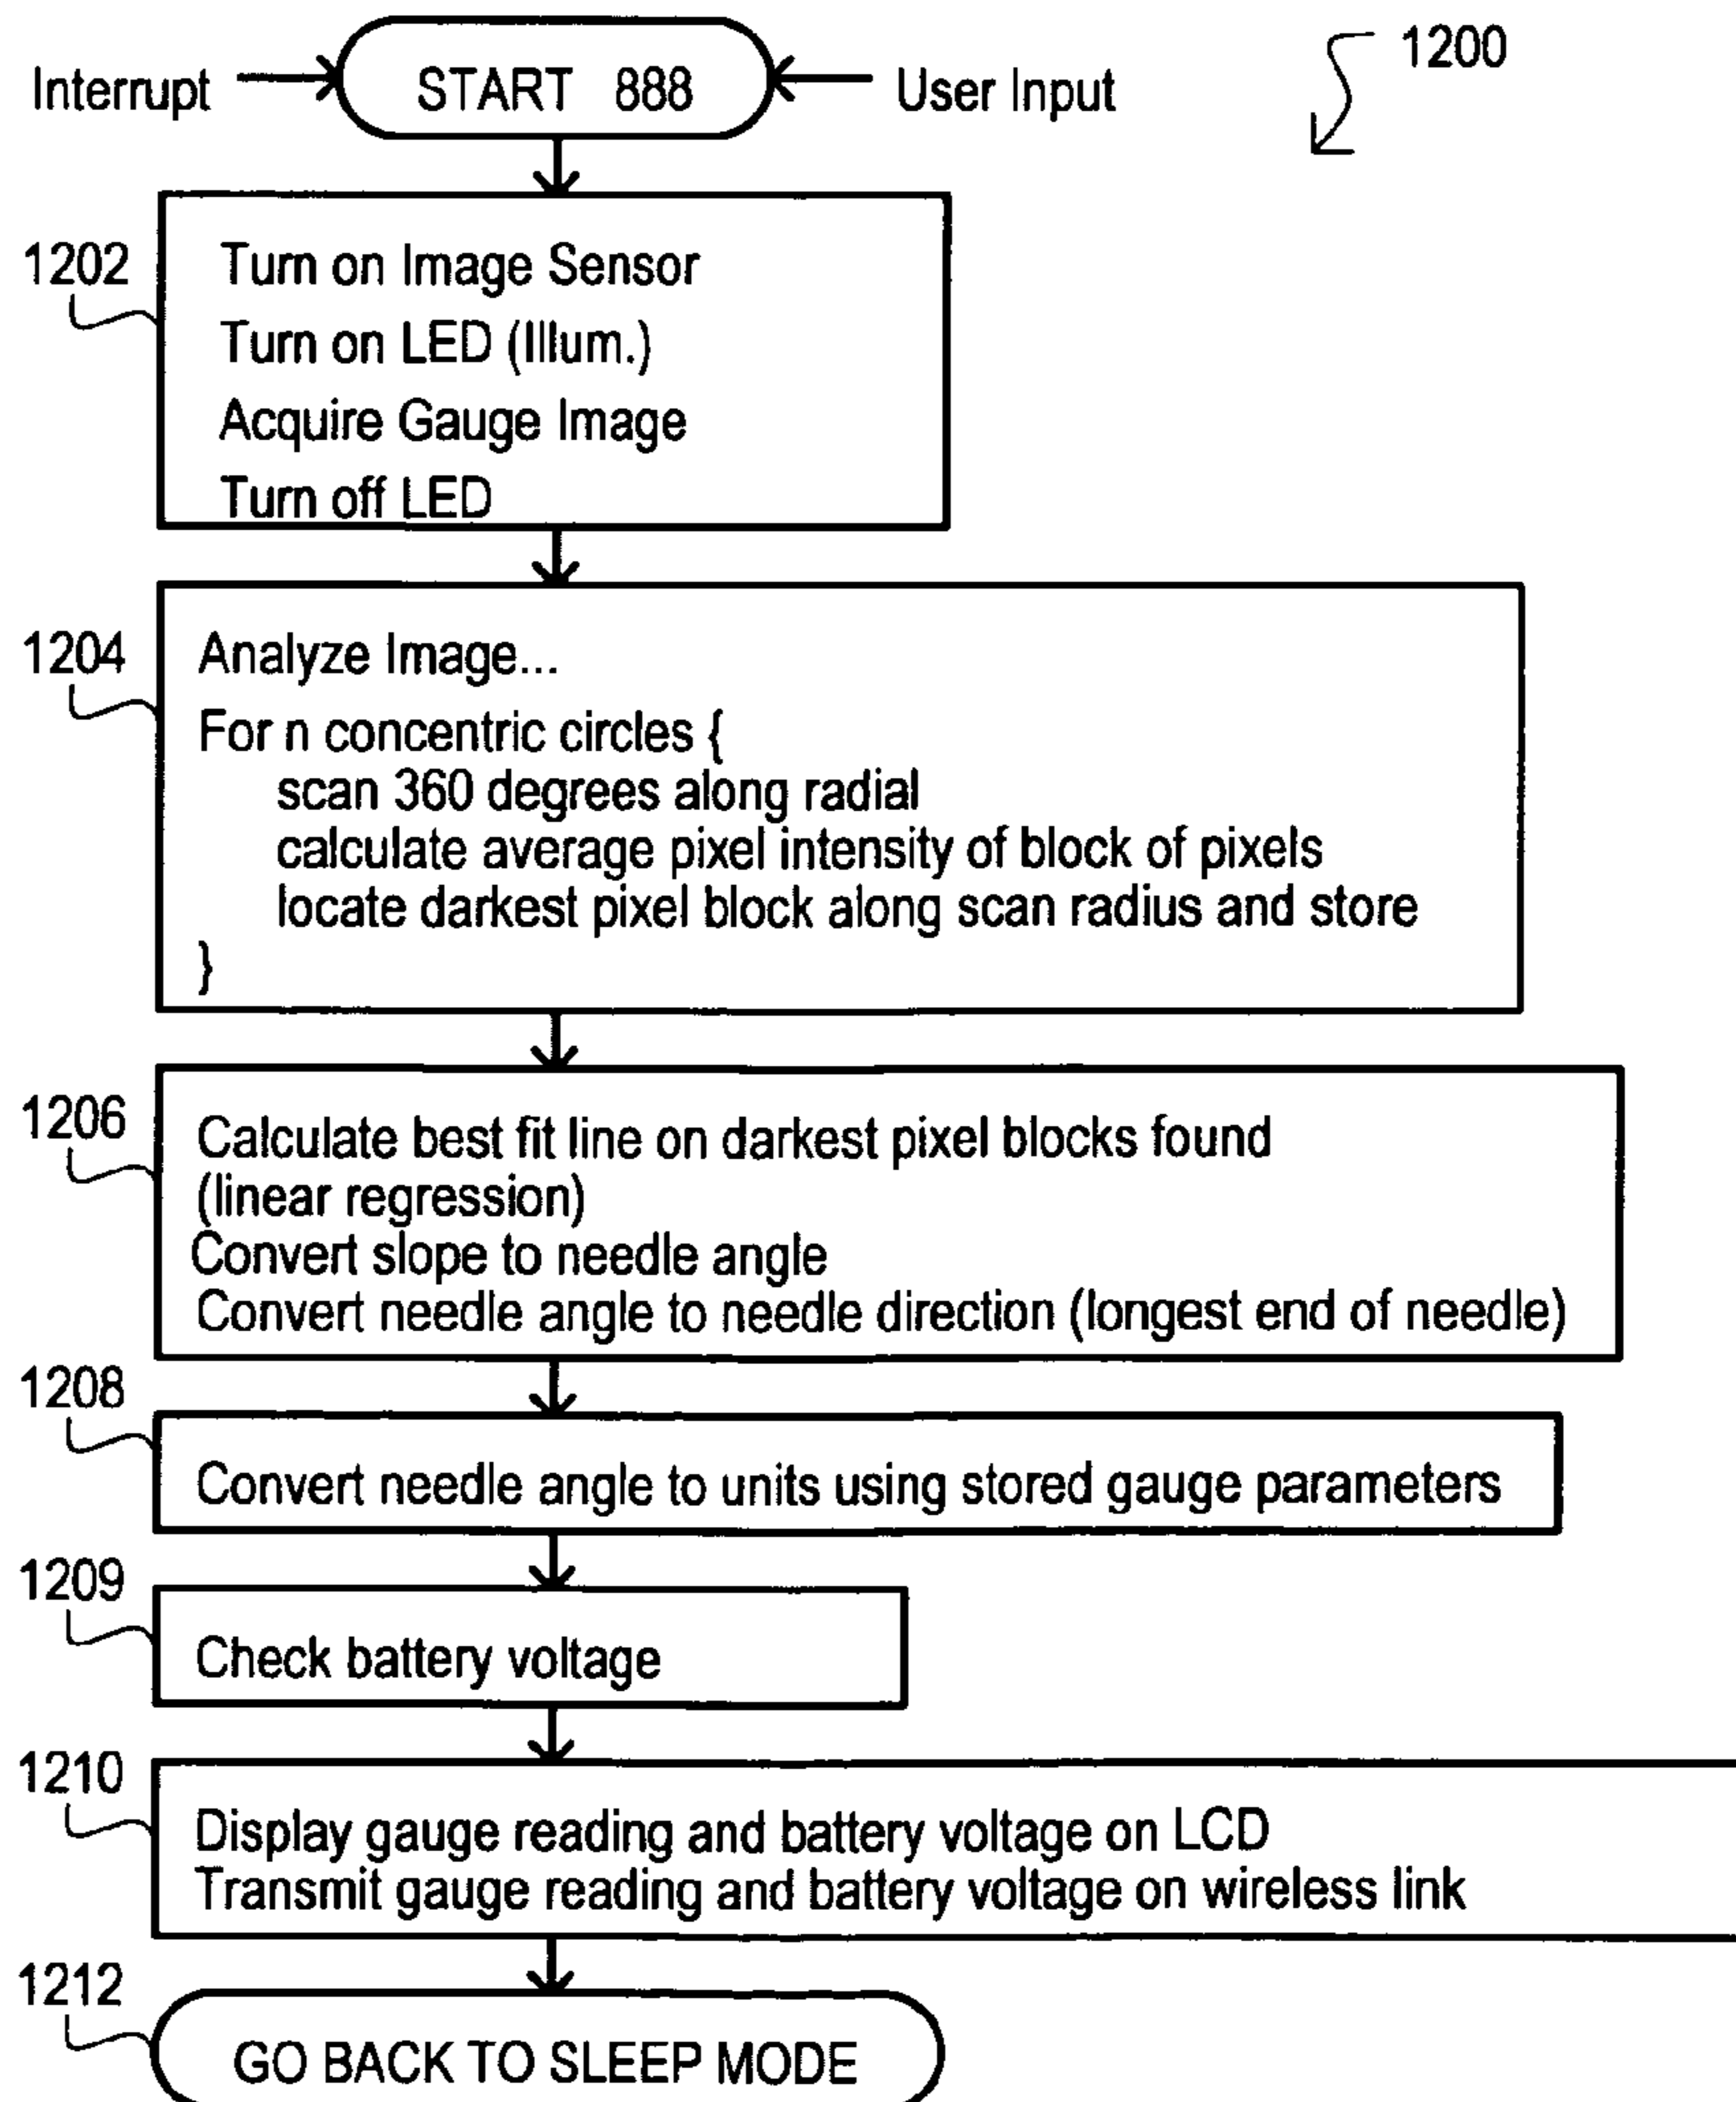 Interrupt START 888 User Input 1200
1202
Turn on Image Sensor
Turn on LED (Illum.)
Acquire Gauge Image
Turn off LED
1204
Analyze Image...
For n concentric circles {
scan 360 degrees along radial
calculate average pixel intensity of block of pixels
locate darkest pixel block along scan radius and store
}
1206
Calculate best fit line on darkest pixel blocks found
(linear regression)
Convert slope to needle angle
Convert needle angle to needle direction (longest end of needle)
1208
Convert needle angle to units using stored gauge parameters
1209
Check battery voltage
1210
Display gauge reading and battery voltage on LCD
Transmit gauge reading and battery voltage on wireless link
1212
GO BACK TO SLEEP MODE